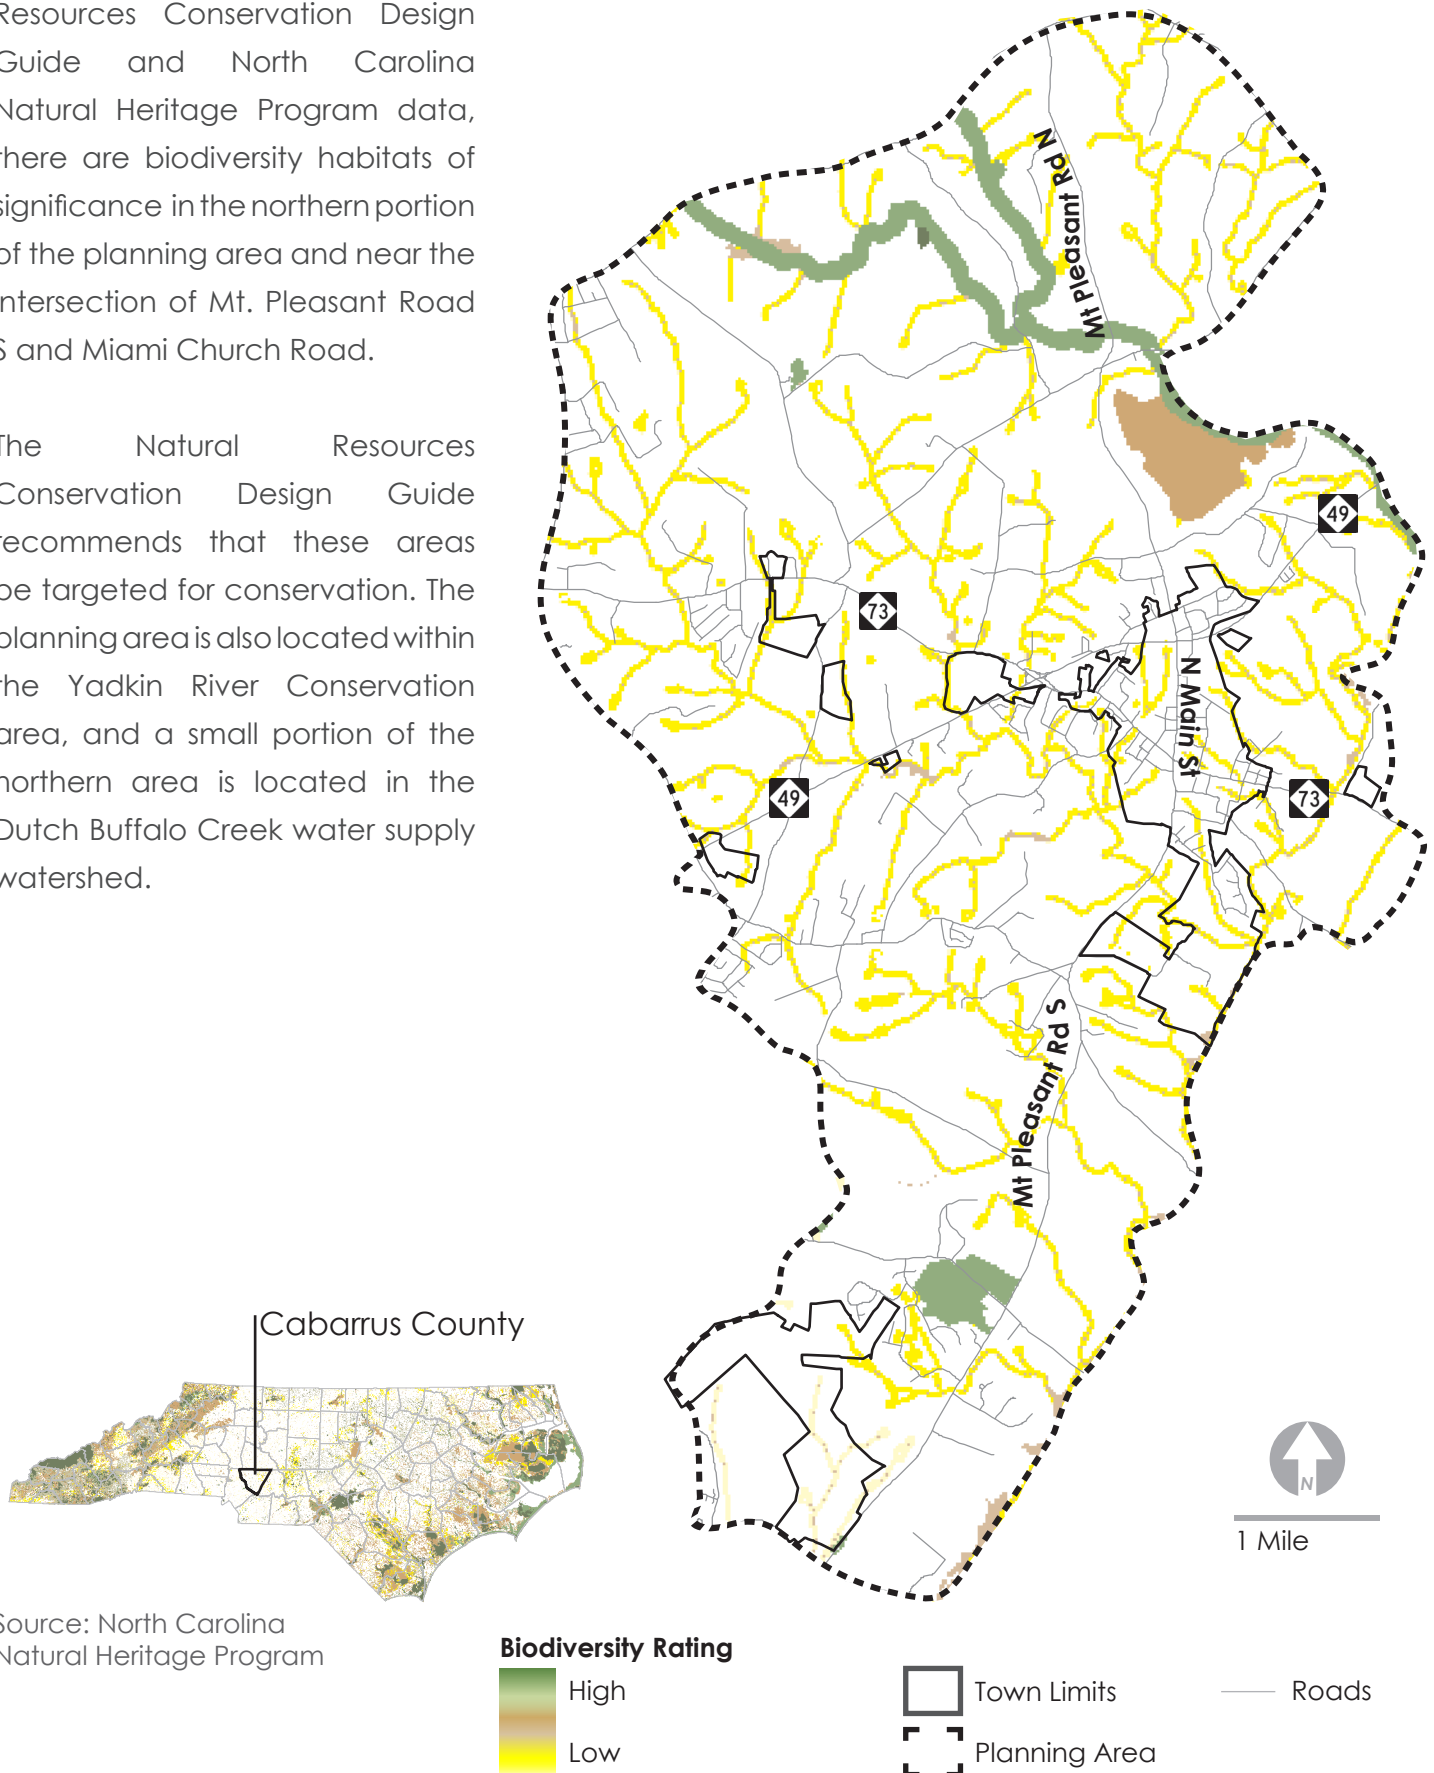 Resources Conservation Design
Guide and North Carolina
Natural Heritage Program data,
there are biodiversity habitats of
significance in the northern portion
of the planning area and near the
intersection of Mt. Pleasant Road
S and Miami Church Road.
The Natural Resources
Conservation Design Guide
recommends that these areas
be targeted for conservation. The
planning area is also located within
the Yadkin River Conservation
area, and a small portion of the
northern area is located in the
Dutch Buffalo Creek water supply
watershed.
Mt Pleasant Rd N
49
73
N Main St
49
73
Mt Pleasant Rd S
Cabarrus County
N
1 Mile
Source: North Carolina
Natural Heritage Program
Biodiversity Rating
High
Low
Town Limits
Planning Area
Roads